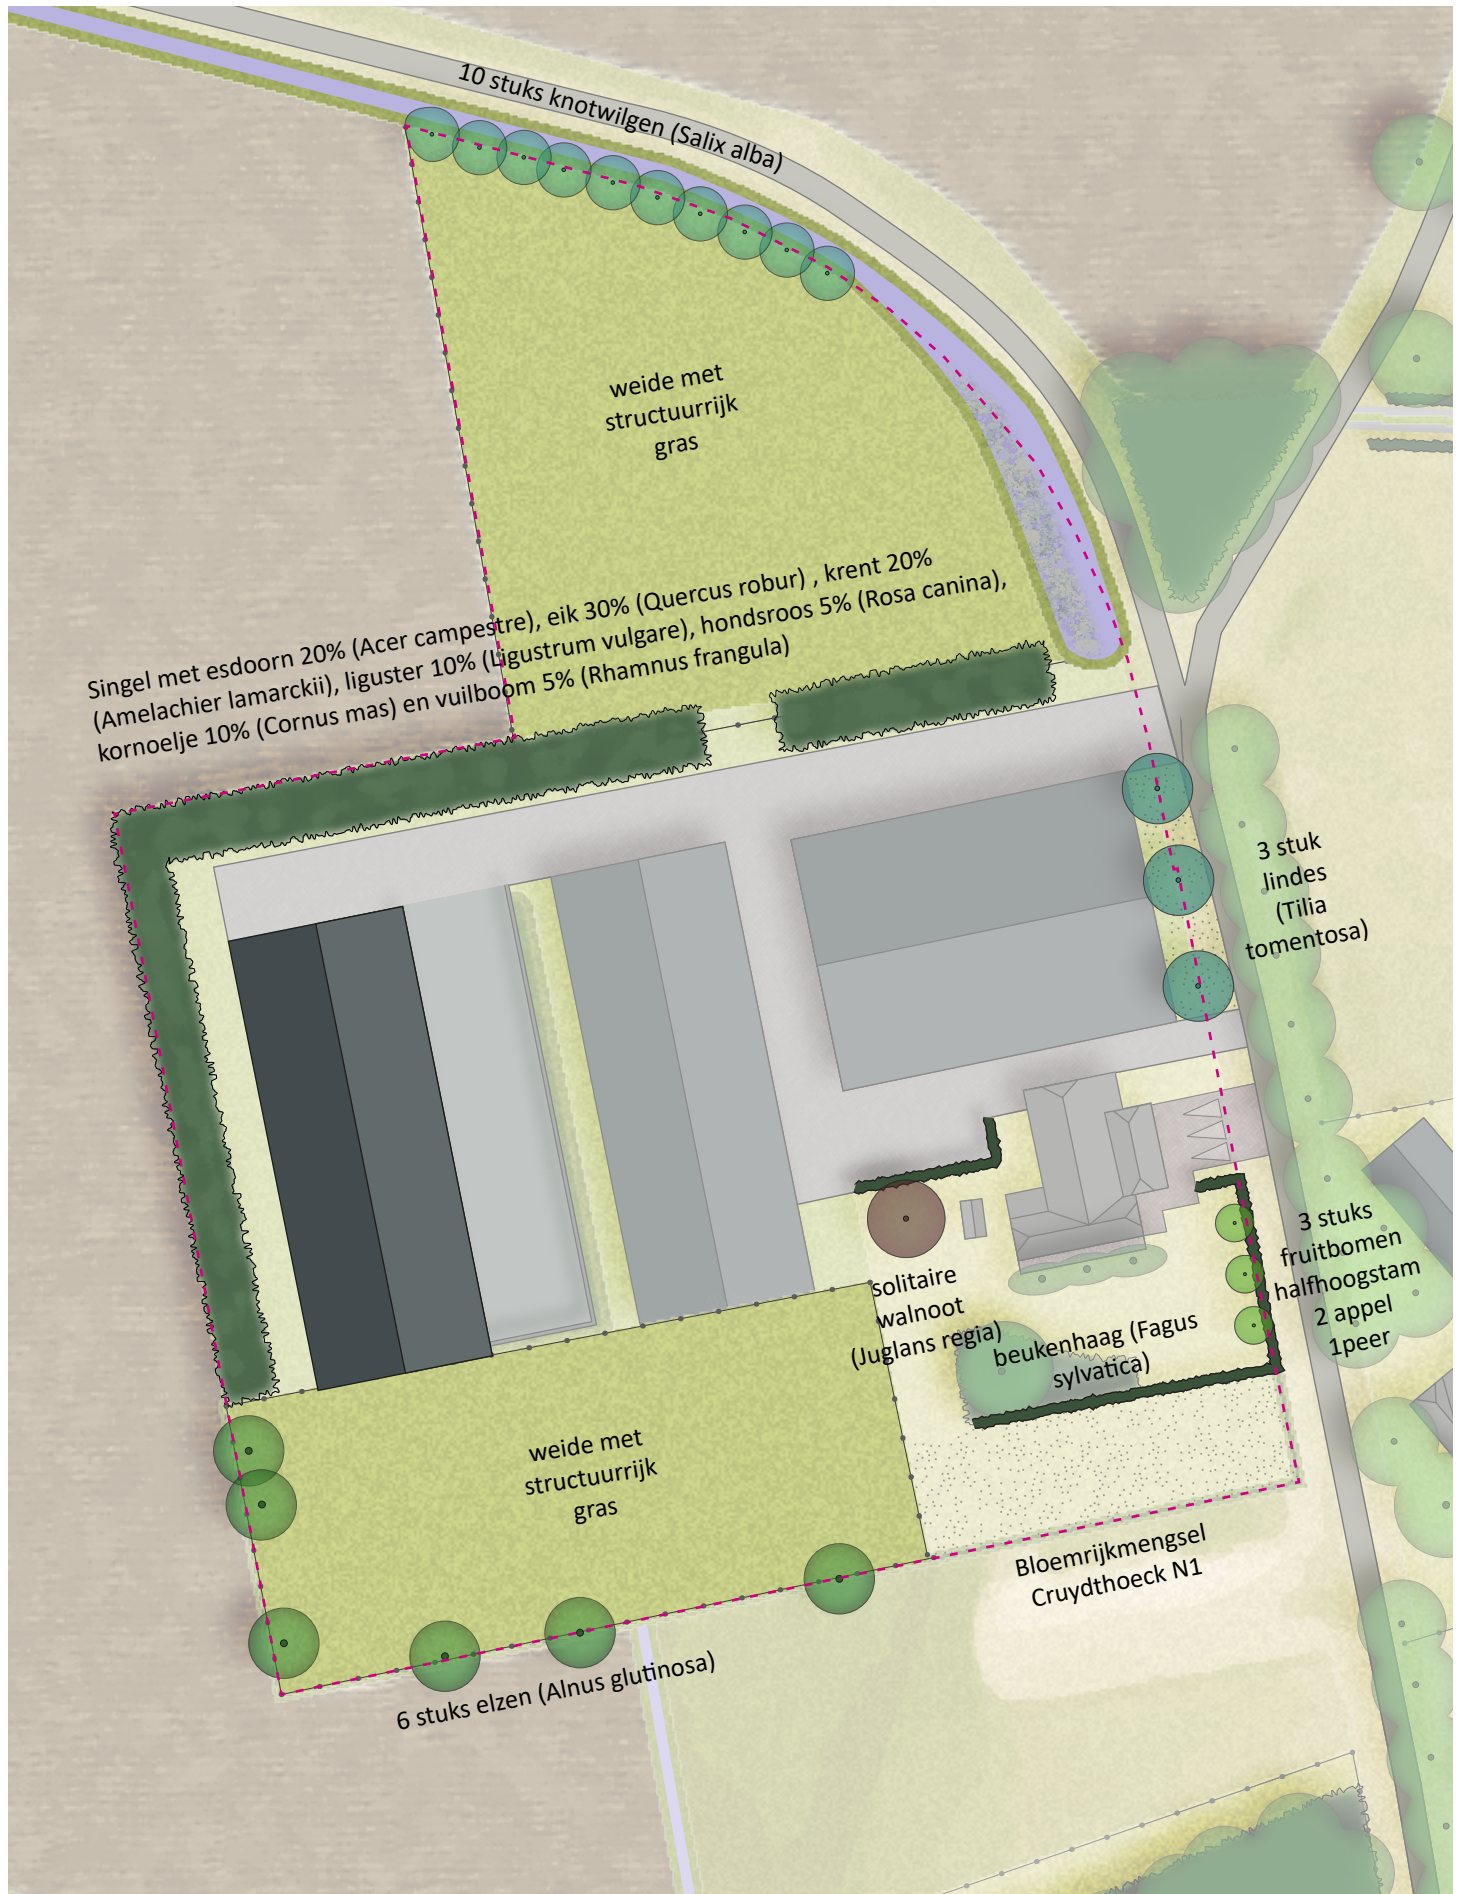 10 stuks knotwilgen (Salix alba)
weide met
structuurrijk
gras
Singel met esdoorn 20% (Acer campestre), eik 30% (Quercus robur) , krent 20%
(Amelachier lamarckii), liguster 10% (Ligustrum vulgare), hondsroos 5% (Rosa canina),
kornoelje 10% (Cornus mas) en vuilboom 5% (Rhamnus frangula)
3 stuk
lindes
(Tilia
tomentosa)
3 stuks
fruitbomen
halfhoogstam
2 appel
1peer
solitaire
walnoot
(Juglans regia)
beukenhaag (Fagus
sylvatica)
weide met
structuurrijk
gras
Bloemrijkmengsel
Cruydthoeck N1
6 stuks elzen (Alnus glutinosa)